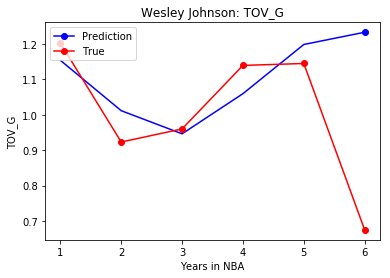 Wesley Johnson: TOV_G
Prediction
True
1.2
1.1
1.0
0.9
0.8
0.7
TOV_G
1 2 3 4 5 6
Years in NBA